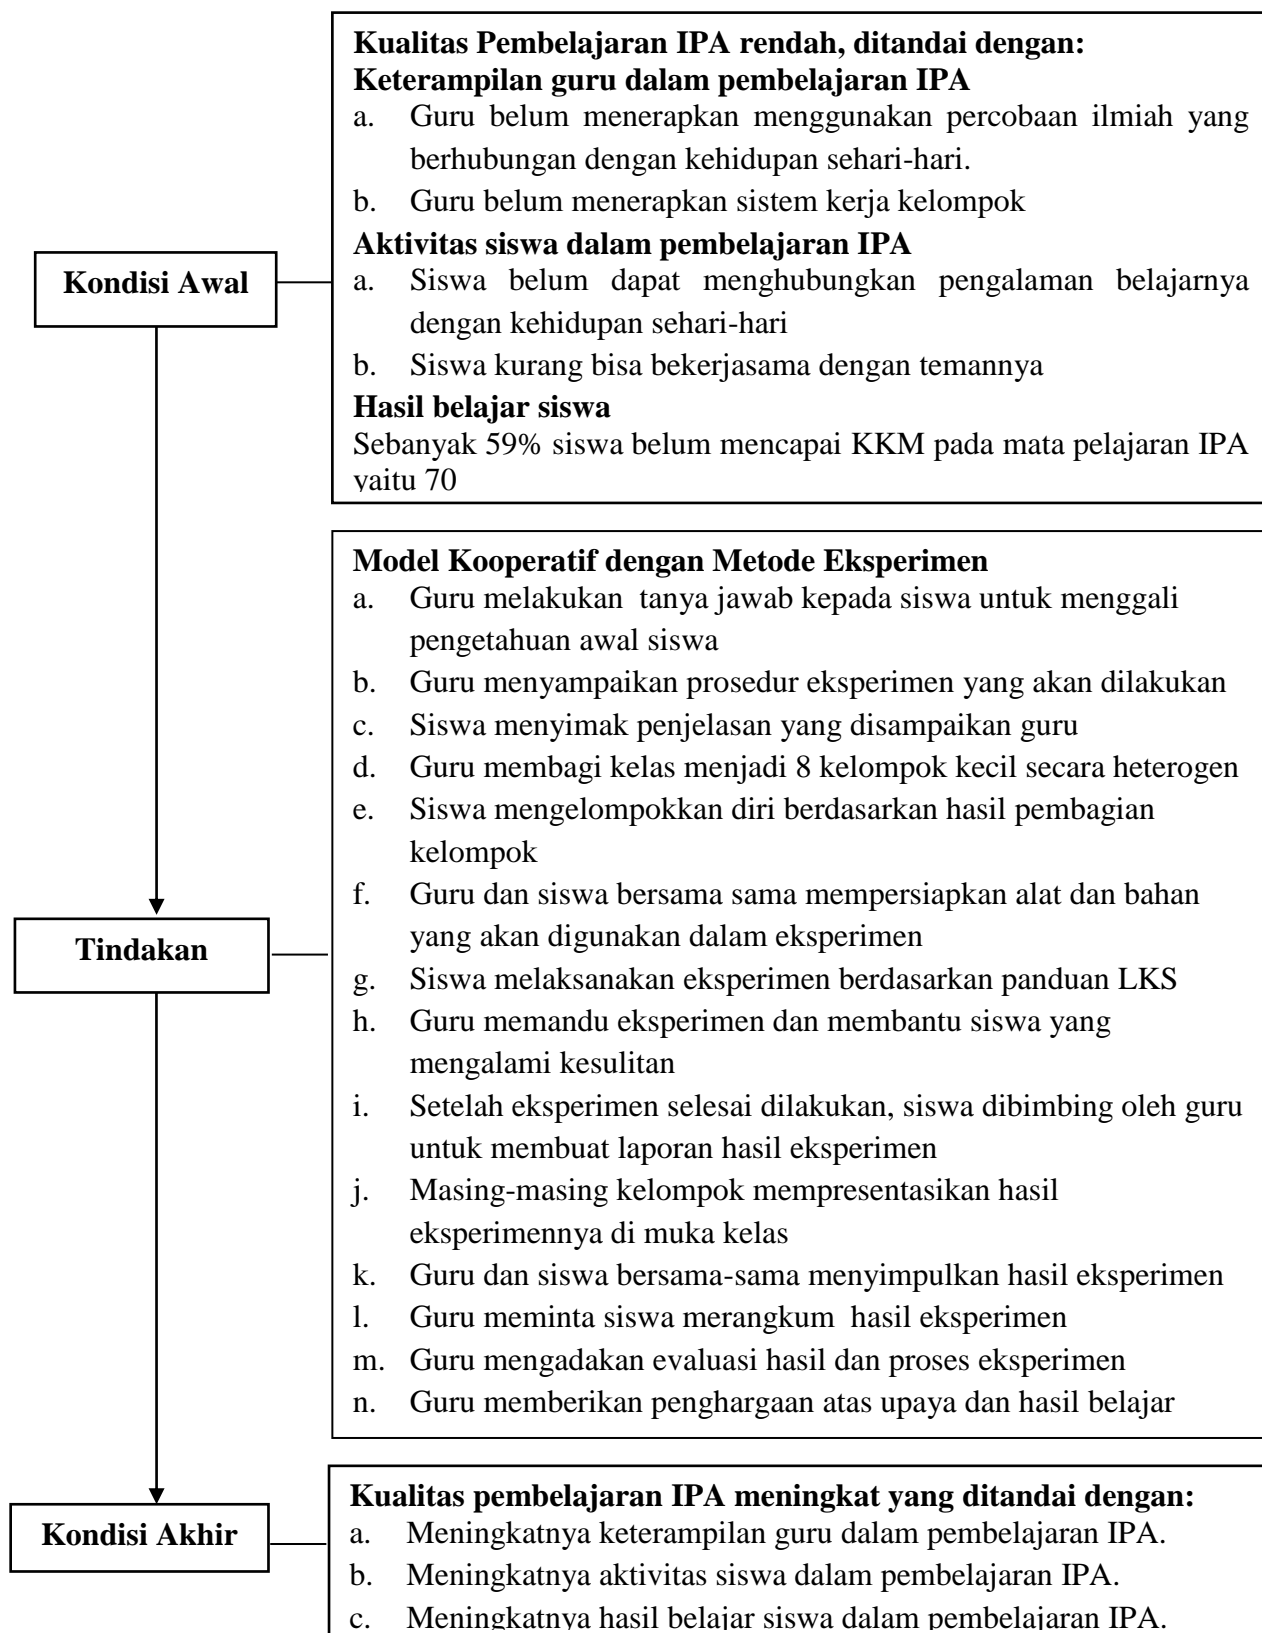 Kualitas Pembelajaran IPA rendah, ditandai dengan:
Keterampilan guru dalam pembelajaran IPA
a. Guru belum menerapkan menggunakan percobaan ilmiah yang
berhubungan dengan kehidupan sehari-hari.
b. Guru belum menerapkan sistem kerja kelompok
Aktivitas siswa dalam pembelajaran IPA
Kondisi Awal
a. Siswa belum dapat menghubungkan pengalaman belajarnya
dengan kehidupan sehari-hari
b. Siswa kurang bisa bekerjasama dengan temannya
Hasil belajar siswa
Sebanyak 59% siswa belum mencapai KKM pada mata pelajaran IPA
yaitu 70
Model Kooperatif dengan Metode Eksperimen
a. Guru melakukan tanya jawab kepada siswa untuk menggali
pengetahuan awal siswa
b. Guru menyampaikan prosedur eksperimen yang akan dilakukan
c. Siswa menyimak penjelasan yang disampaikan guru
d. Guru membagi kelas menjadi 8 kelompok kecil secara heterogen
e. Siswa mengelompokkan diri berdasarkan hasil pembagian
kelompok
f. Guru dan siswa bersama sama mempersiapkan alat dan bahan
yang akan digunakan dalam eksperimen
Tindakan
g. Siswa melaksanakan eksperimen berdasarkan panduan LKS
h. Guru memandu eksperimen dan membantu siswa yang
mengalami kesulitan
i. Setelah eksperimen selesai dilakukan, siswa dibimbing oleh guru
untuk membuat laporan hasil eksperimen
j. Masing-masing kelompok mempresentasikan hasil
eksperimennya di muka kelas
k. Guru dan siswa bersama-sama menyimpulkan hasil eksperimen
l. Guru meminta siswa merangkum hasil eksperimen
m. Guru mengadakan evaluasi hasil dan proses eksperimen
n. Guru memberikan penghargaan atas upaya dan hasil belajar
Kualitas pembelajaran IPA meningkat yang ditandai dengan:
Kondisi Akhir
a. Meningkatnya keterampilan guru dalam pembelajaran IPA.
b. Meningkatnya aktivitas siswa dalam pembelajaran IPA.
c. Meningkatnya hasil belajar siswa dalam pembelajaran IPA.